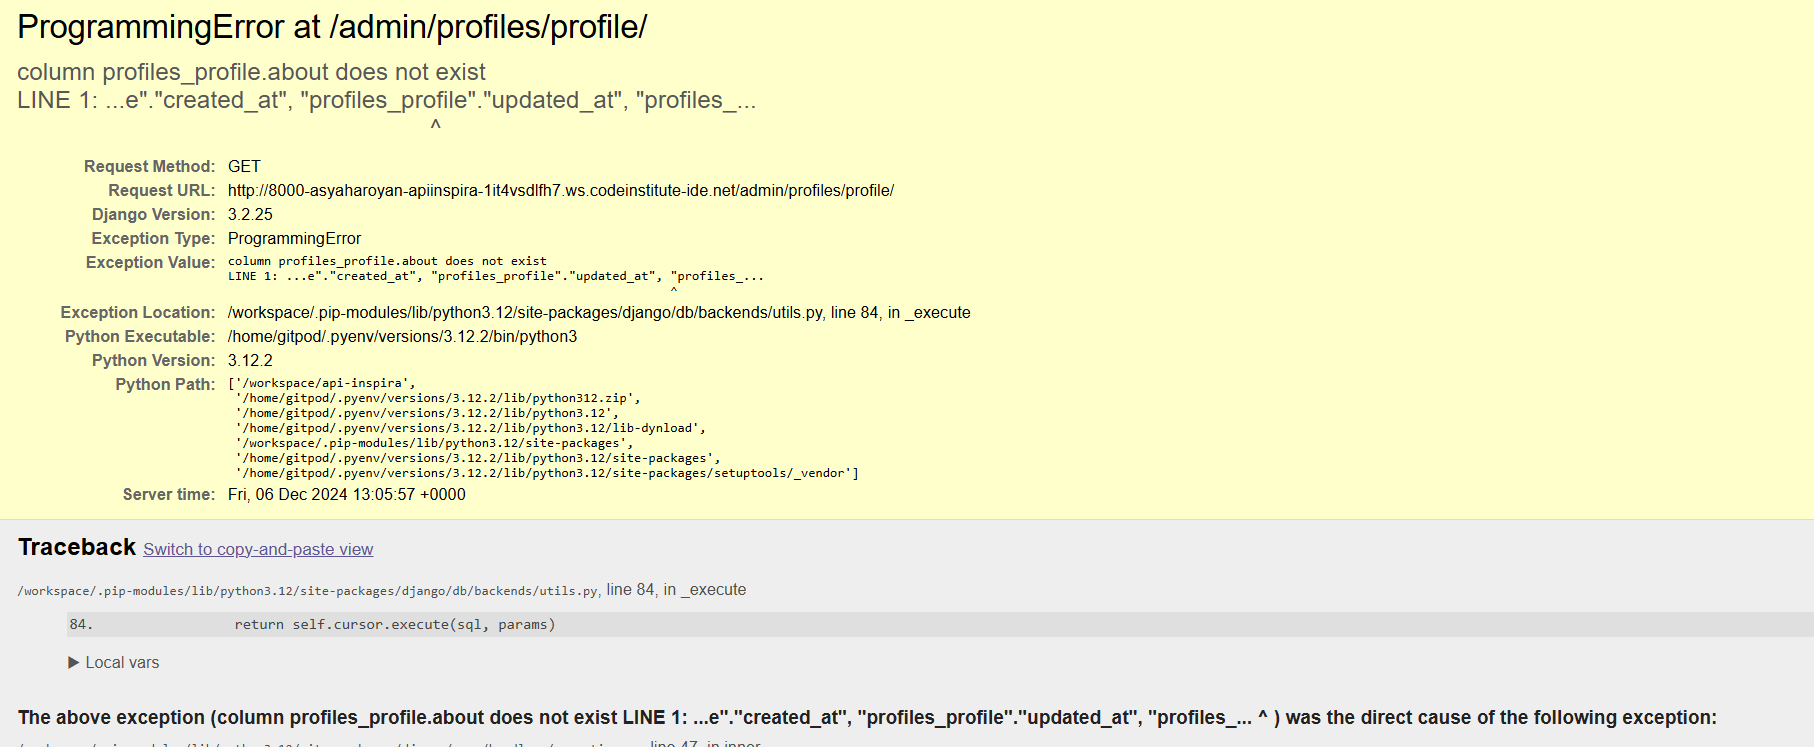 ProgrammingError at /admin/profiles/profile/
column profiles_profile.about does not exist
LINE 1: ...e"."created_at", "profiles_profile"."updated_at", "profiles_...
^
Request Method: GET
Request URL: http://8000-asyaharoyan-apiinspira-1it4vsdlfh7.ws.codeinstitute-ide.net/admin/profiles/profile/
Django Version: 3.2.25
Exception Type: ProgrammingError
Exception Value: column profiles_profile.about does not exist
LINE 1: ...e"."created_at", "profiles_profile"."updated_at", "profiles_...
^
Exception Location: /workspace/.pip-modules/lib/python3.12/site-packages/django/db/backends/utils.py, line 84, in _execute
Python Executable: /home/gitpod/.pyenv/versions/3.12.2/bin/python3
Python Version: 3.12.2
Python Path: ['/workspace/api-inspira',
'/home/gitpod/.pyenv/versions/3.12.2/lib/python312.zip',
'/home/gitpod/.pyenv/versions/3.12.2/lib/python3.12',
'/home/gitpod/.pyenv/versions/3.12.2/lib/python3.12/lib-dynload',
'/workspace/.pip-modules/lib/python3.12/site-packages',
'/home/gitpod/.pyenv/versions/3.12.2/lib/python3.12/site-packages',
'/home/gitpod/.pyenv/versions/3.12.2/lib/python3.12/site-packages/setuptools/_vendor']
Server time: Fri, 06 Dec 2024 13:05:57 +0000
Traceback Switch to copy-and-paste view
/workspace/.pip-modules/lib/python3.12/site-packages/django/db/backends/utils.py, line 84, in _execute
84. return self.cursor.execute(sql, params)
▶ Local vars
The above exception (column profiles_profile.about does not exist LINE 1: ...e"."created_at", "profiles_profile"."updated_at", "profiles_... ^ ) was the direct cause of the following exception:
line 47, in inner